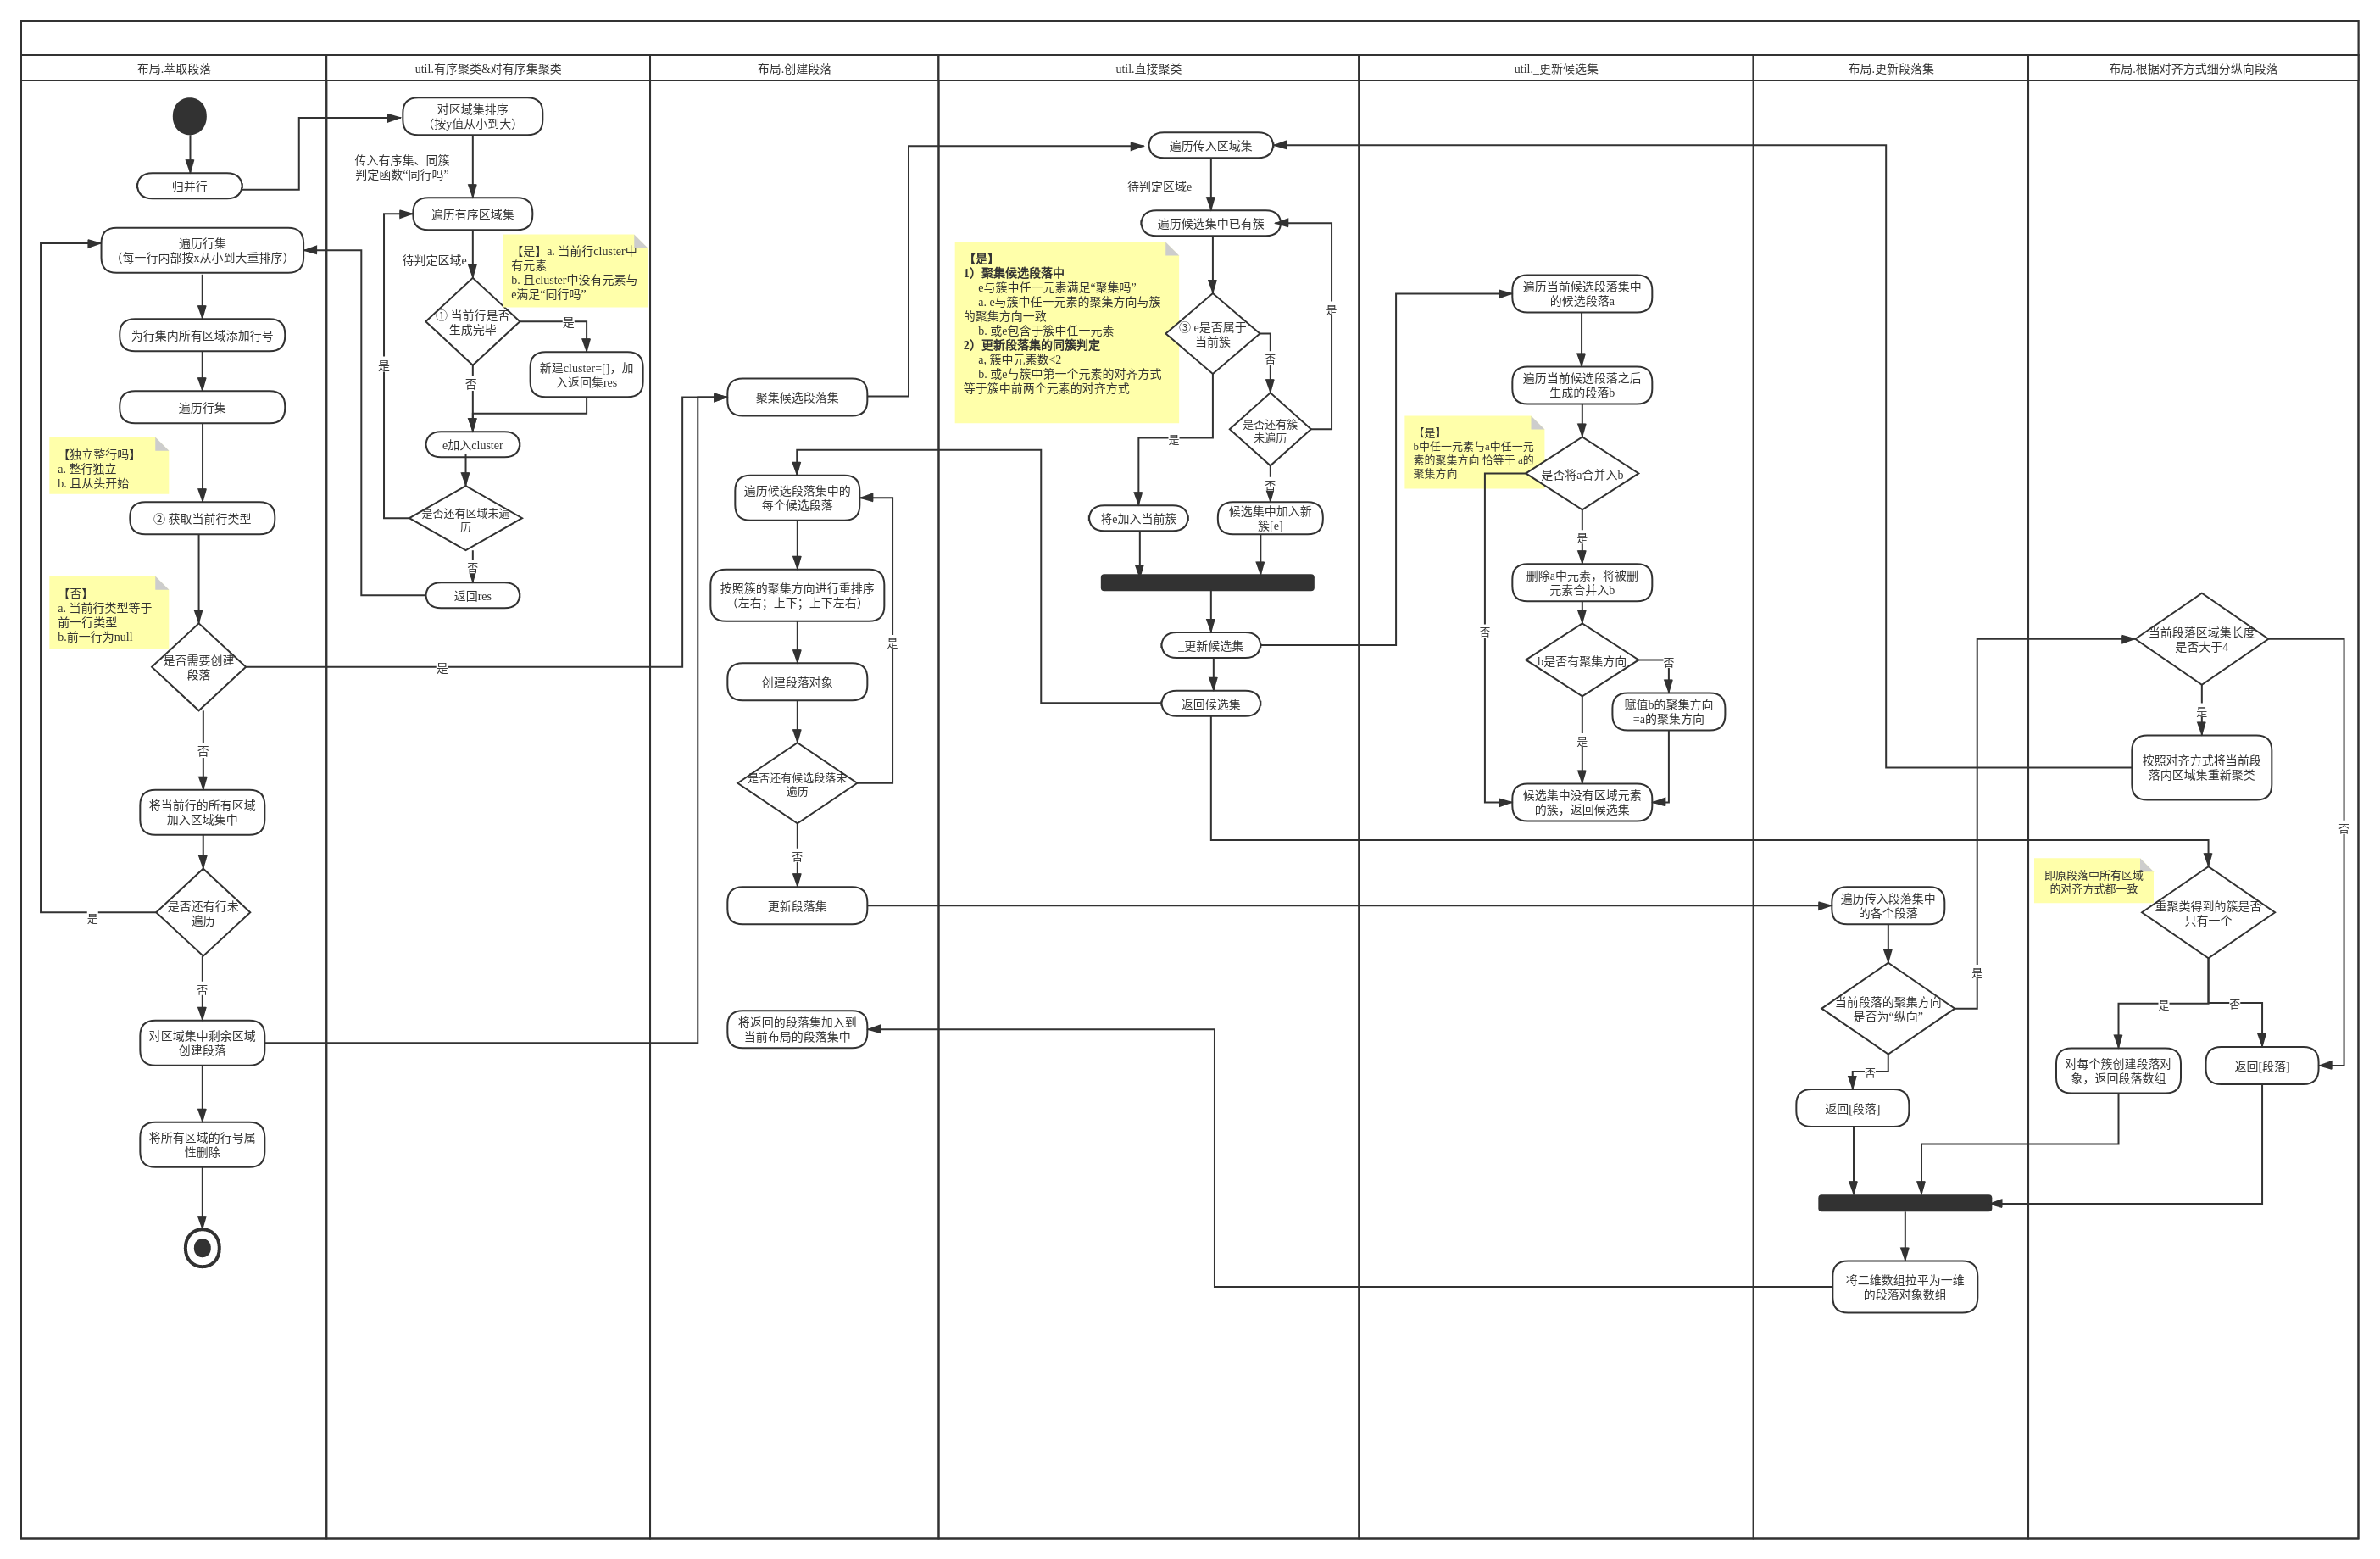 布局.萃取段落
util.有序聚类&对有序集聚类
布局.创建段落
util.直接聚类
util._更新候选集
布局.更新段落集
布局.根据对齐方式细分纵向段落
归并行
遍历行集
（每一行内部按x从小到大重排序）
为行集内所有区域添加行号
遍历行集
【独立整行吗】
a. 整行独立
b. 且从头开始
② 获取当前行类型
【否】
a. 当前行类型等于
前一行类型
b.前一行为null
是否需要创建
段落
是
否
将当前行的所有区域
加入区域集中
是否还有行未
遍历
是
否
对区域集中剩余区域
创建段落
将所有区域的行号属
性删除
对区域集排序
（按y值从小到大）
传入有序集、同簇
判定函数“同行吗”
遍历有序区域集
待判定区域e
【是】a. 当前行cluster中
有元素
b. 且cluster中没有元素与
e满足“同行吗”
① 当前行是否
生成完毕
是
新建cluster=[]，加
入返回集res
否
是
e加入cluster
是否还有区域未遍
历
否
返回res
聚集候选段落集
遍历候选段落集中的
每个候选段落
按照簇的聚集方向进行重排序
（左右；上下；上下左右）
是
创建段落对象
是否还有候选段落未
遍历
否
更新段落集
将返回的段落集加入到
当前布局的段落集中
遍历传入区域集
待判定区域e
遍历候选集中已有簇
【是】
1）聚集候选段落中
e与簇中任一元素满足“聚集吗”
a. e与簇中任一元素的聚集方向与簇
的聚集方向一致
b. 或e包含于簇中任一元素
2）更新段落集的同簇判定
a, 簇中元素数<2
b. 或e与簇中第一个元素的对齐方式
等于簇中前两个元素的对齐方式
③ e是否属于
当前簇
是
否
是否还有簇
未遍历
是
否
将e加入当前簇
候选集中加入新
簇[e]
_更新候选集
返回候选集
遍历当前候选段落集中
的候选段落a
遍历当前候选段落之后
生成的段落b
【是】
b中任一元素与a中任一元
素的聚集方向 恰等于 a的
聚集方向
是否将a合并入b
是
否
删除a中元素，将被删
元素合并入b
b是否有聚集方向
否
赋值b的聚集方向
=a的聚集方向
是
候选集中没有区域元素
的簇，返回候选集
遍历传入段落集中
的各个段落
当前段落的聚集方向
是否为“纵向”
是
否
返回[段落]
将二维数组拉平为一维
的段落对象数组
当前段落区域集长度
是否大于4
是
否
按照对齐方式将当前段
落内区域集重新聚类
即原段落中所有区域
的对齐方式都一致
重聚类得到的簇是否
只有一个
是
否
对每个簇创建段落对
象，返回段落数组
返回[段落]